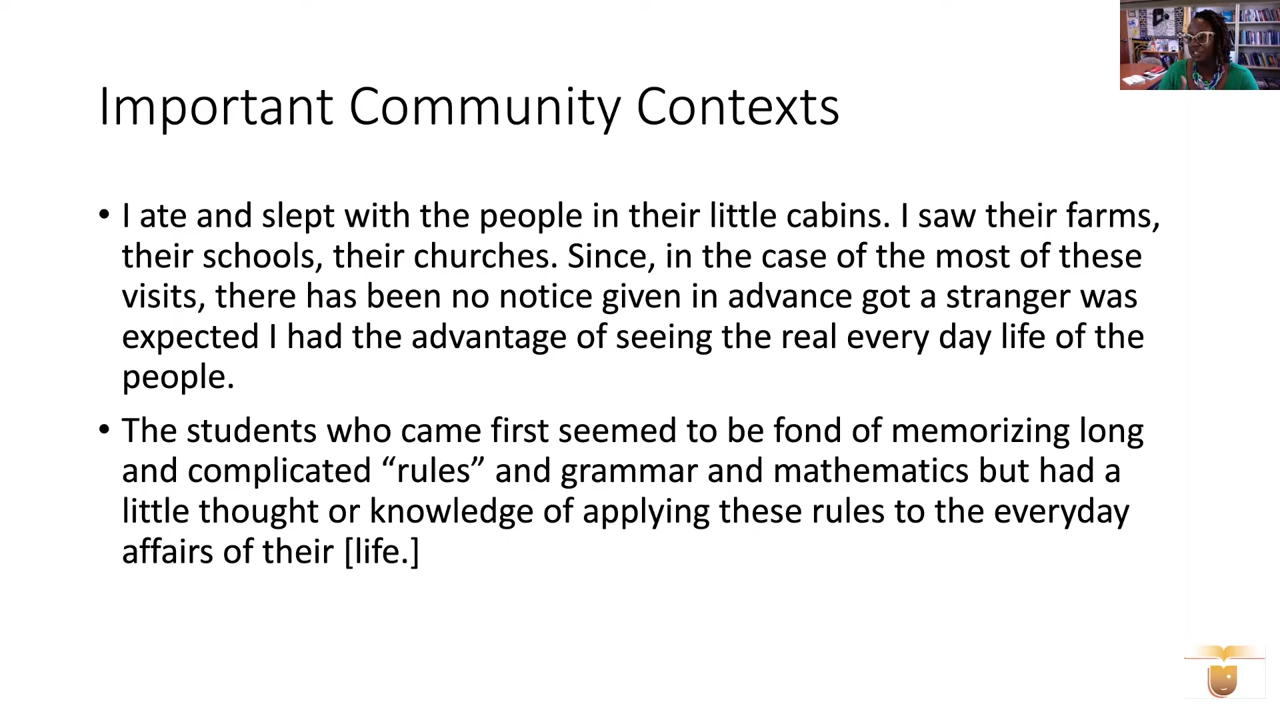 Important Community Contexts
• I ate and slept with the people in their little cabins. I saw their farms,
their schools, their churches. Since, in the case of the most of these
visits, there has been no notice given in advance got a stranger was
expected I had the advantage of seeing the real every day life of the
people.
• The students who came first seemed to be fond of memorizing long
and complicated “rules” and grammar and mathematics but had a
little thought or knowledge of applying these rules to the everyday
affairs of their [life.]